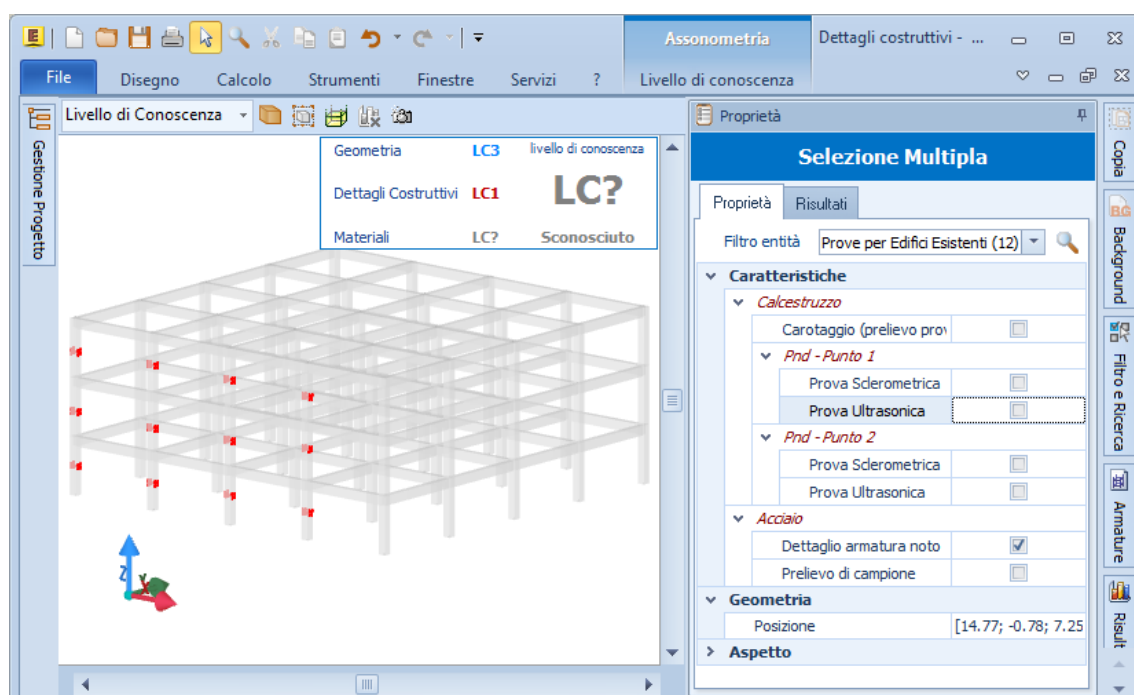 Assonometria
Dettagli costruttivi - ...
File
Disegno
Calcolo
Strumenti
Finestre
Servizi
?
Livello di conoscenza
Gestione Progetto
Livello di Conoscenza
Geometria LC3
livello di conoscenza
Dettagli Costruttivi LC1
LC?
Materiali LC?
Sconosciuto
Z
X
Proprietà
Selezione Multipla
Proprietà
Risultati
Filtro entità
Prove per Edifici Esistenti (12)
Caratteristiche
Calcestruzzo
Carotaggio (prelievo prov
Pnd - Punto 1
Prova Sclerometrica
Prova Ultrasonica
Pnd - Punto 2
Prova Sclerometrica
Prova Ultrasonica
Acciaio
Dettaglio armatura noto
Prelievo di campione
Geometria
Posizione
[14.77; -0.78; 7.25
Aspetto
Copia
BG
Background
Filtro e Ricerca
Armature
Risult